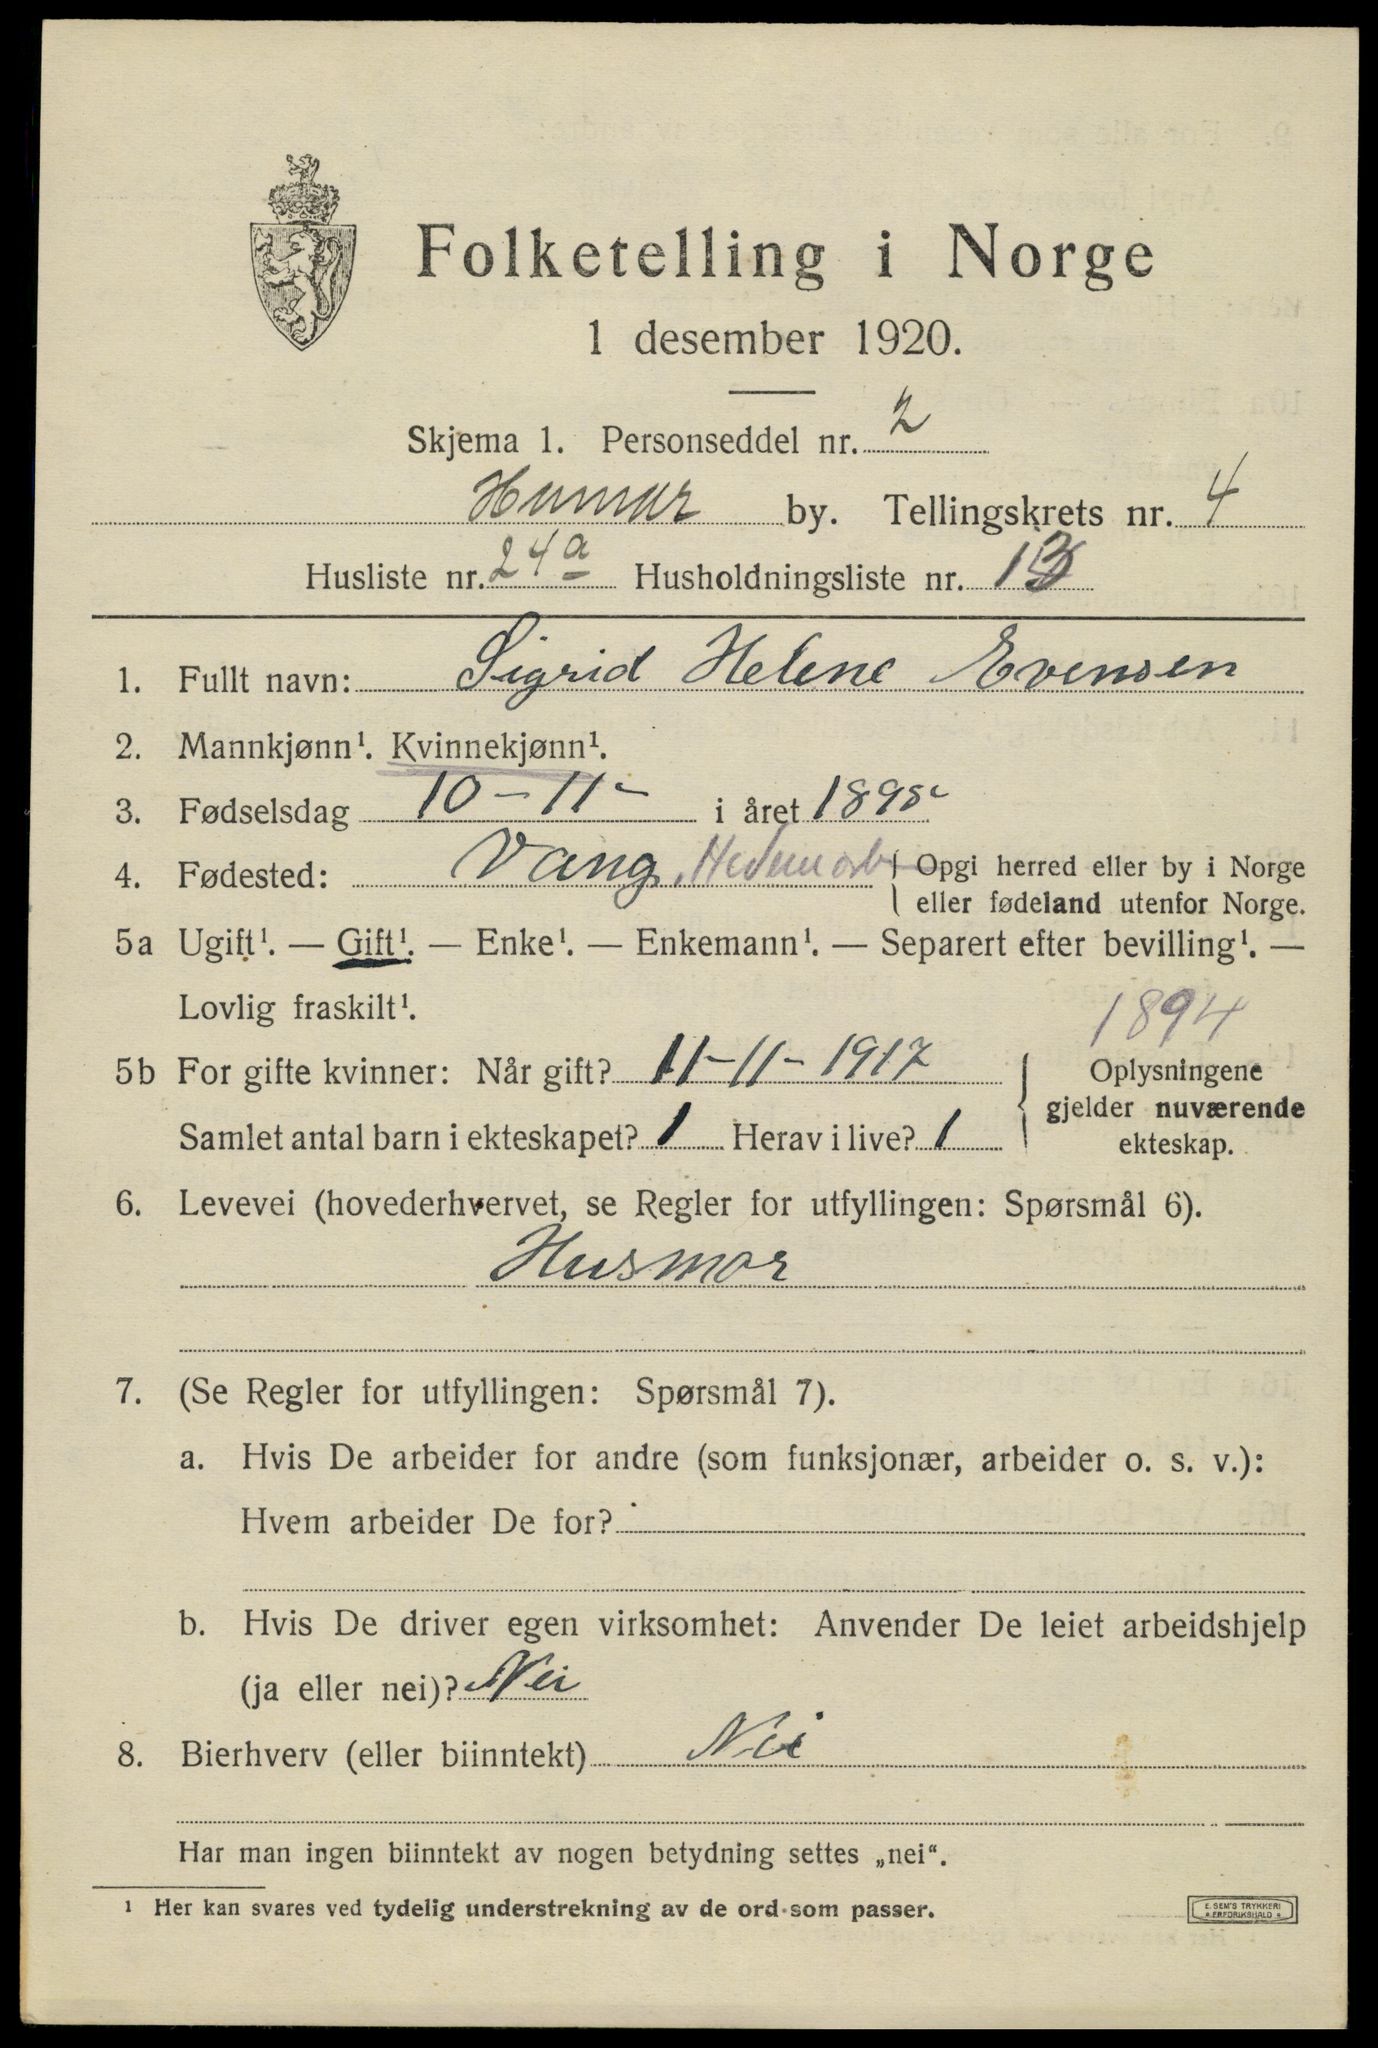 Folketelling i Norge
1 desember 1920.
Skjema 1. Personseddel nr. 2
Hamar by. Tellingskrets nr. 4
Husliste nr. 24a Husholdningsliste nr. 13
1. Fullt navn: Sigrid Helene Evensen
2. Mannkjønn¹. Kvinnekjønn¹.
3. Fødselsdag 10-11- i året 1895
4. Fødested: Vang, Hedemark { Opgi herred eller by i Norge
eller fødeland utenfor Norge.
5a Ugift¹. — Gift¹. — Enke¹. — Enkemann¹. — Separert efter bevilling¹. —
Lovlig fraskilt¹.
1894
5b For gifte kvinner: Når gift? 11-11-1917
Samlet antal barn i ekteskapet? 1 Herav i live? 1
{ Oplysningene
gjelder nuværende
ekteskap.
6. Levevei (hovederhvervet, se Regler for utfyllingen: Spørsmål 6).
Husmor
7. (Se Regler for utfyllingen: Spørsmål 7).
a. Hvis De arbeider for andre (som funksjonær, arbeider o. s. v.):
Hvem arbeider De for?
b. Hvis De driver egen virksomhet: Anvender De leiet arbeidshjelp
(ja eller nei)? Nei
8. Bierhverv (eller biinntekt) Nei
Har man ingen biinntekt av nogen betydning settes „nei“.
¹ Her kan svares ved tydelig understrekning av de ord som passer.
E. SEM'S TRYKKERI
FREDRIKSHALD